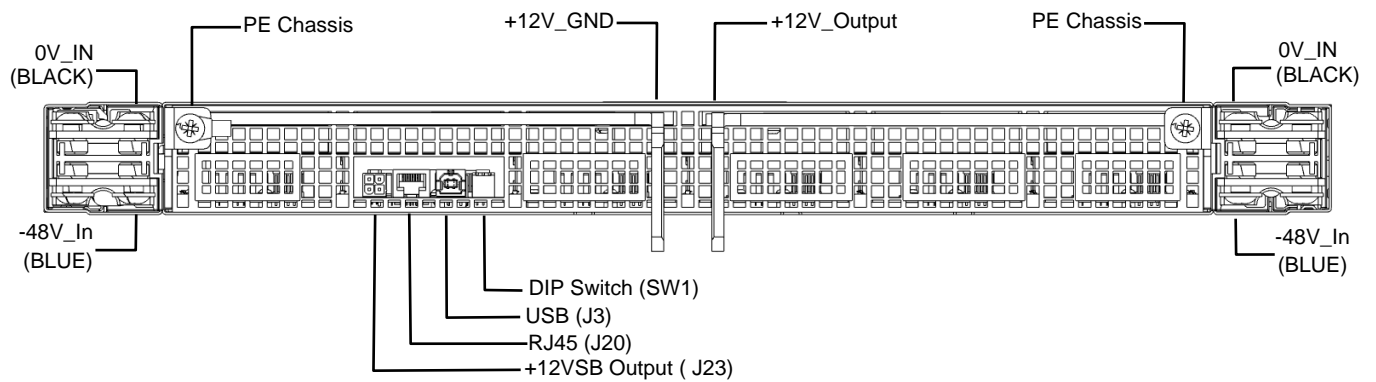 PE Chassis
+12V_GND
+12V_Output
PE Chassis
0V_IN
(BLACK)
0V_IN
(BLACK)
-48V_In
(BLUE)
-48V_In
(BLUE)
DIP Switch (SW1)
USB (J3)
RJ45 (J20)
+12VSB Output ( J23)